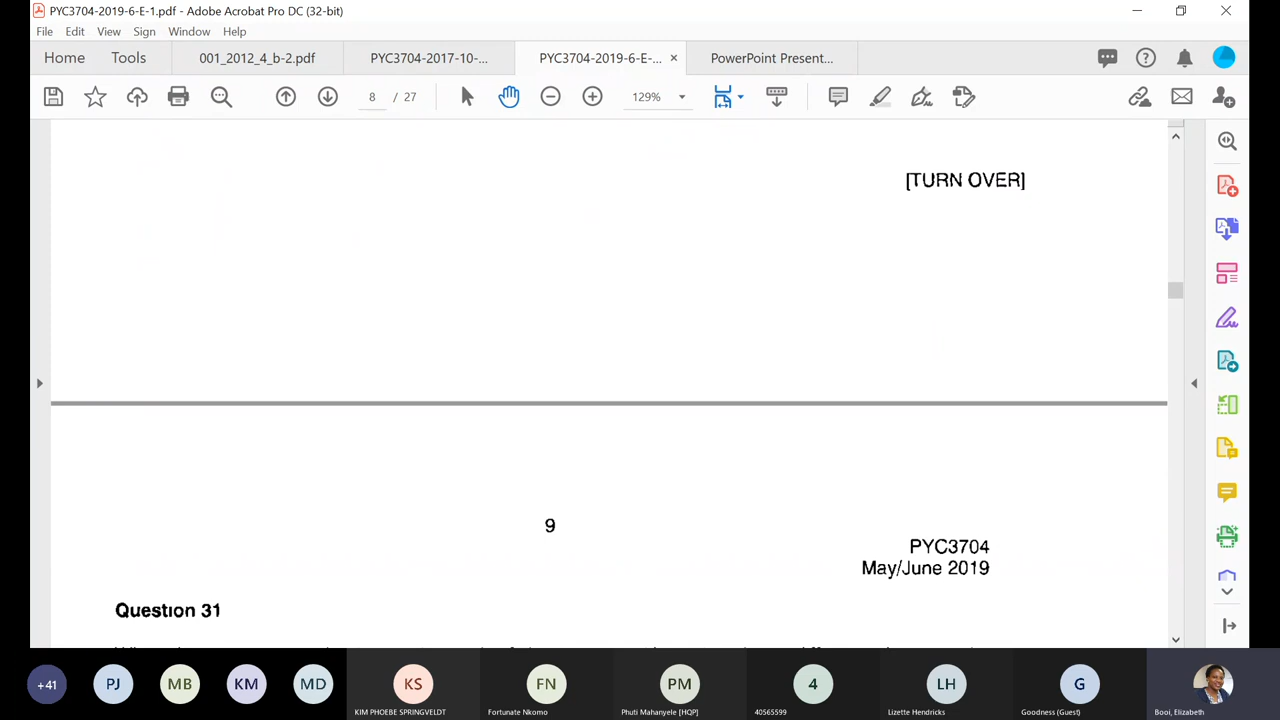 PYC3704-2019-6-E-1.pdf - Adobe Acrobat Pro DC (32-bit)
File Edit View Sign Window Help
Home Tools 001_2012_4_b-2.pdf PYC3704-2017-10-... PYC3704-2019-6-E-... × PowerPoint Present...
8 / 27 129%
[TURN OVER]
9
PYC3704
May/June 2019
Question 31
+41 PJ MB KM MD KS FN PM 4 LH G
KIM PHOEBE SPRINGVELDT Fortunate Nkomo Phuti Mahanyele [HQP] 40565599 Lizette Hendricks Goodness (Guest) Booi, Elizabeth